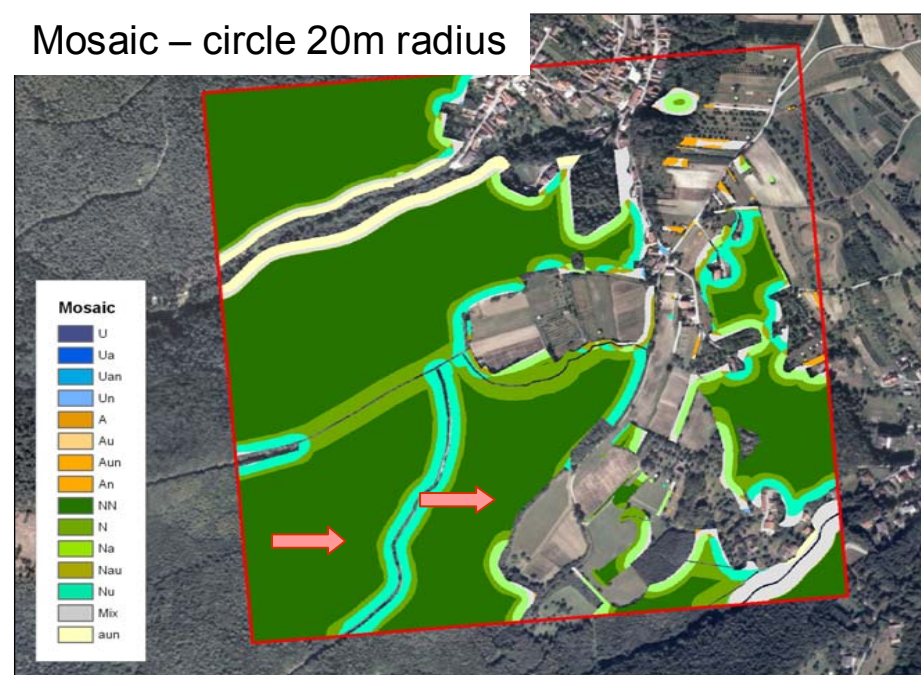 Mosaic – circle 20m radius
Mosaic
U
Ua
Uan
Un
A
Au
Aun
An
NN
N
Na
Nau
Nu
Mix
aun